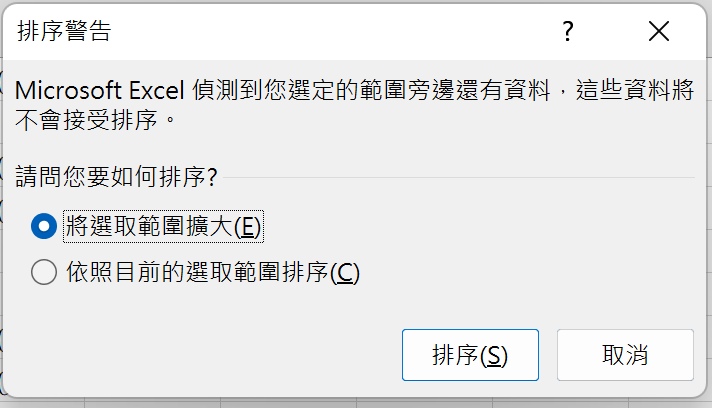 排序警告
?
Microsoft Excel 偵測到您選定的範圍旁邊還有資料，這些資料將
不會接受排序。
請問您要如何排序?
將選取範圍擴大(E)
依照目前的選取範圍排序(C)
排序(S)
取消